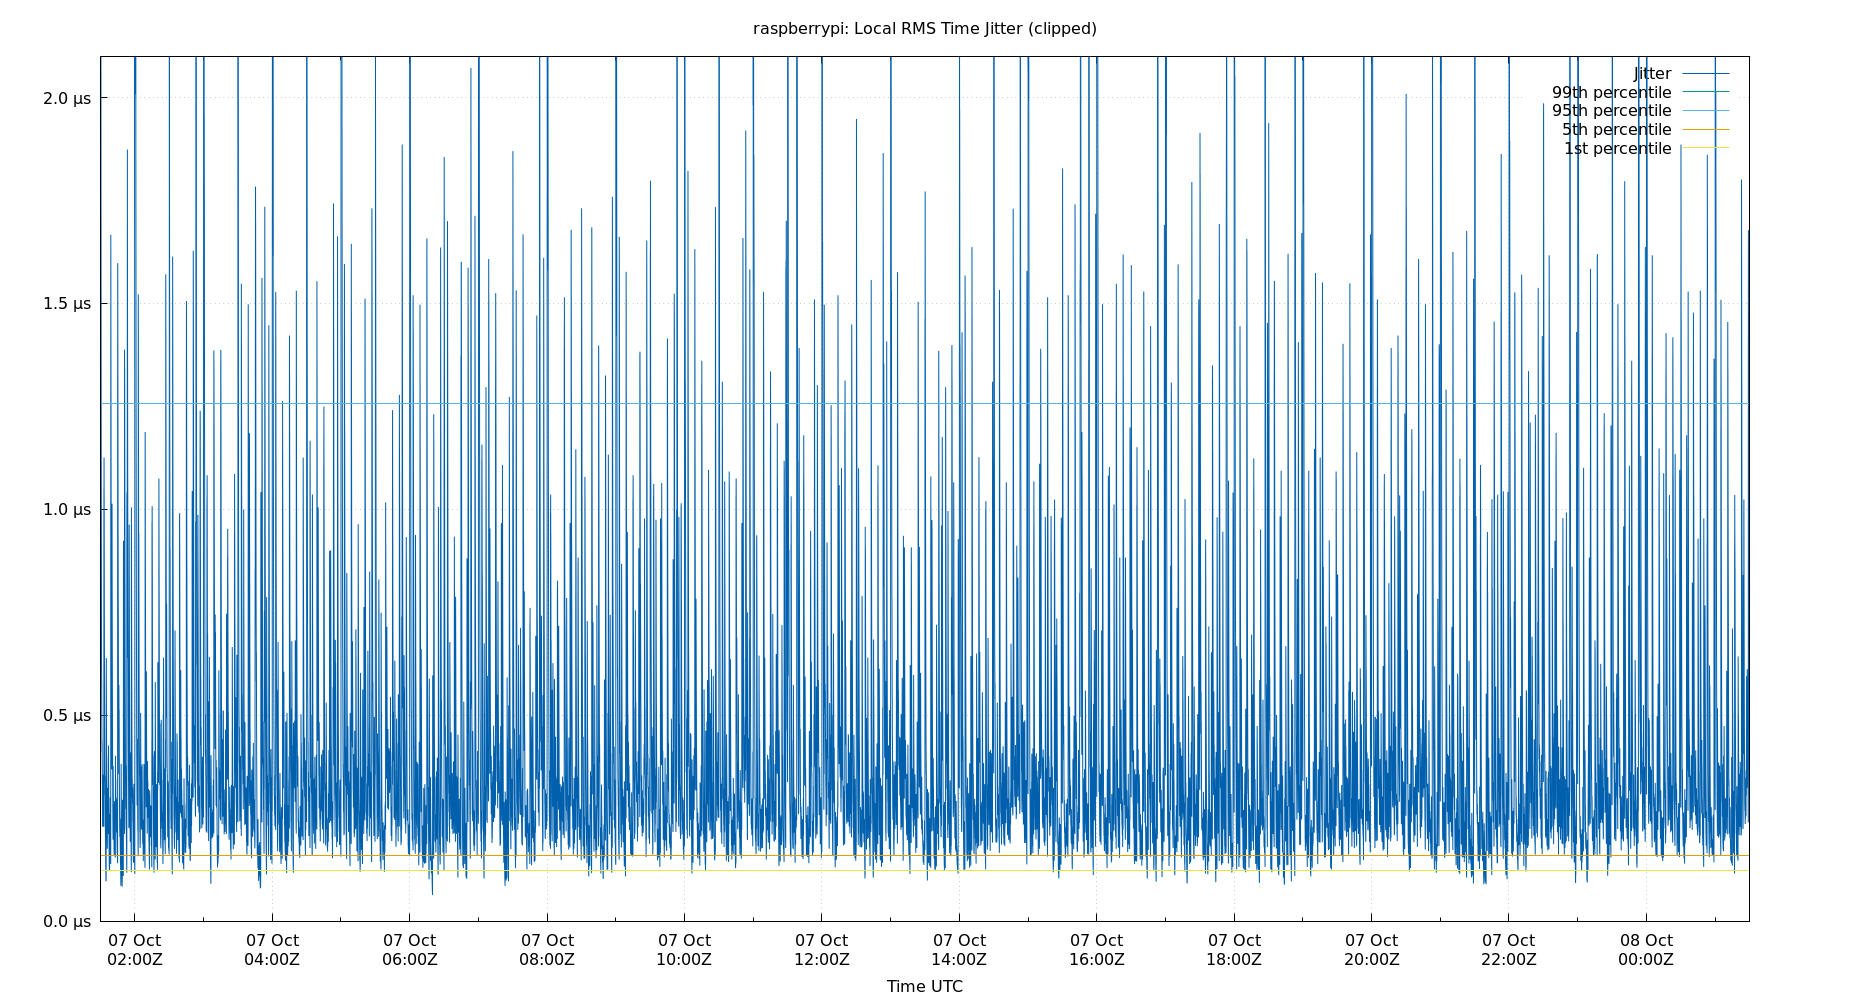 raspberrypi: Local RMS Time Jitter (clipped)
Jitter
99th percentile
95th percentile
5th percentile
1st percentile
2.0 µs
1.5 µs
1.0 µs
0.5 µs
0.0 µs
07 Oct 07 Oct 07 Oct 07 Oct 07 Oct 07 Oct 07 Oct 07 Oct 07 Oct 07 Oct 07 Oct 08 Oct
02:00Z 04:00Z 06:00Z 08:00Z 10:00Z 12:00Z 14:00Z 16:00Z 18:00Z 20:00Z 22:00Z 00:00Z
Time UTC